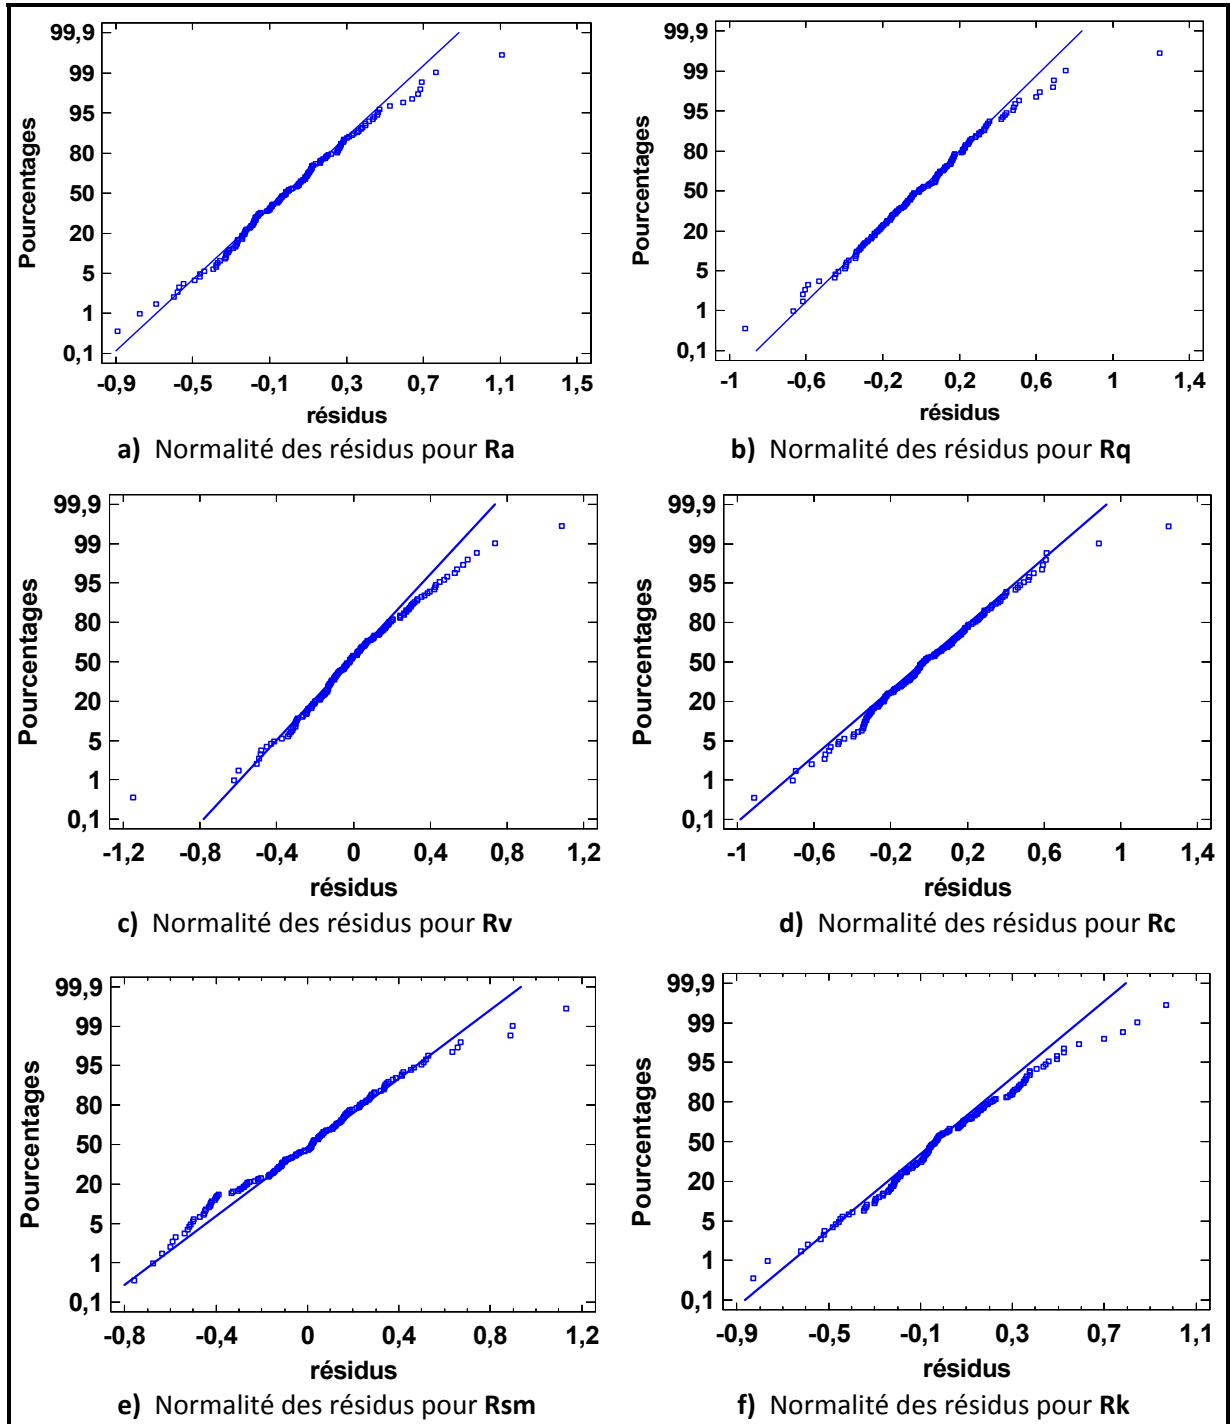 99,9
99
95
80
50
20
5
1
0,1
Pourcentages
-0,9 -0,5 -0,1 0,3 0,7 1,1 1,5
résidus
a) Normalité des résidus pour Ra
99,9
99
95
80
50
20
5
1
0,1
Pourcentages
-1 -0,6 -0,2 0,2 0,6 1 1,4
résidus
b) Normalité des résidus pour Rq
99,9
99
95
80
50
20
5
1
0,1
Pourcentages
-1,2 -0,8 -0,4 0 0,4 0,8 1,2
résidus
c) Normalité des résidus pour Rv
99,9
99
95
80
50
20
5
1
0,1
Pourcentages
-1 -0,6 -0,2 0,2 0,6 1 1,4
résidus
d) Normalité des résidus pour Rc
99,9
99
95
80
50
20
5
1
0,1
Pourcentages
-0,8 -0,4 0 0,4 0,8 1,2
résidus
e) Normalité des résidus pour Rsm
99,9
99
95
80
50
20
5
1
0,1
Pourcentages
-0,9 -0,5 -0,1 0,3 0,7 1,1
résidus
f) Normalité des résidus pour Rk